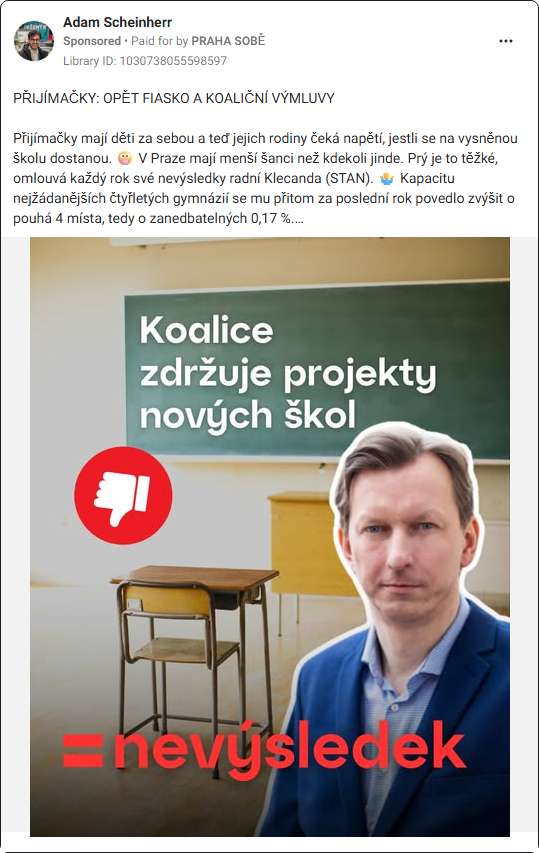 Adam Scheinherr
Sponsored • Paid for by PRAHA SOBĚ
Library ID: 1030738055598597
PŘIJÍMAČKY: OPĚT FIASKO A KOALIČNÍ VÝMLUVY
Přijímačky mají děti za sebou a teď jejich rodiny čeká napětí, jestli se na vysněnou
školu dostanou. 🤕 V Praze mají menší šanci než kdekoli jinde. Prý je to těžké,
omlouvá každý rok své nevýsledky radní Klecanda (STAN). 🤷 Kapacitu
nejžádanějších čtyřletých gymnázií se mu přitom za poslední rok povedlo zvýšit o
pouhá 4 místa, tedy o zanedbatelných 0,17 %....
Koalice
zdržuje projekty
nových škol
=nevýsledek